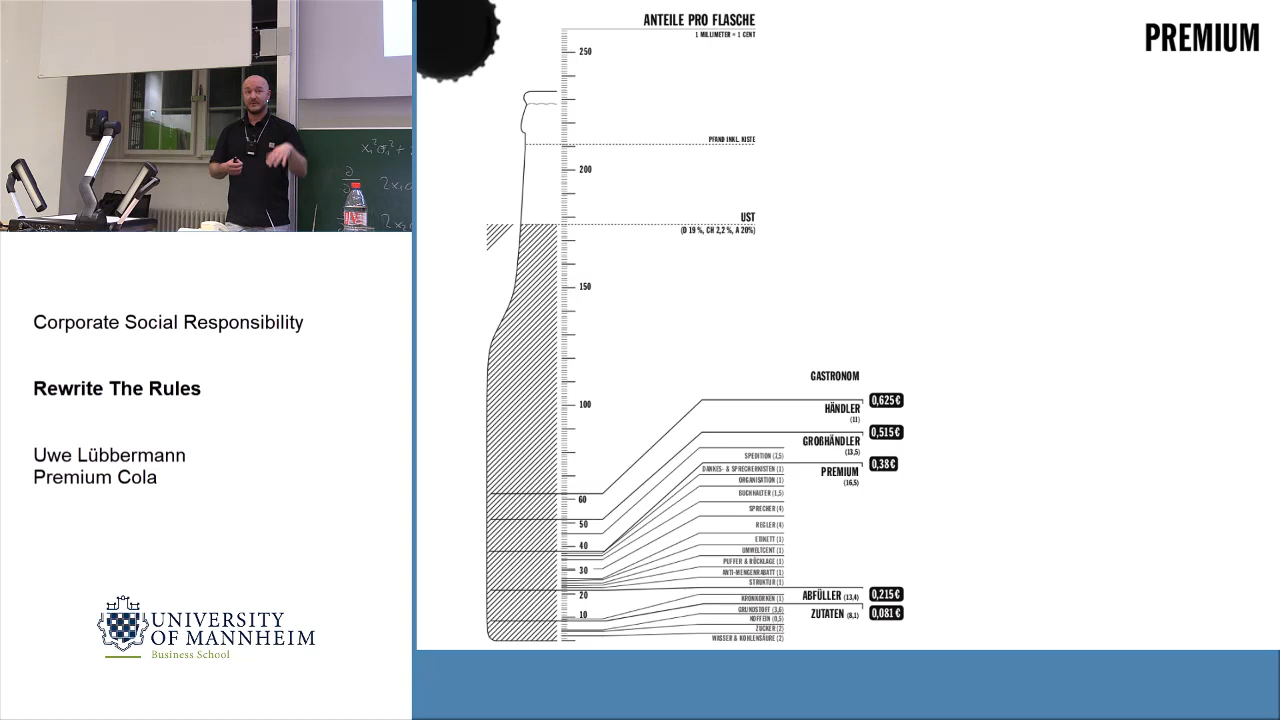 Corporate Social Responsibility
Rewrite The Rules
Uwe Lübbermann
Premium Cola
UNIVERSITY
OF MANNHEIM
Business School
PREMIUM
ANTEILE PRO FLASCHE
1 MILLIMETER = 1 CENT
250
PFAND INKL. KISTE
200
UST
(D 19 %, CH 2,2 %, A 20%)
150
100
60
50
40
30
20
10
GASTRONOM
0,625€
HÄNDLER
(11)
0,515€
GROßHÄNDLER
(13,5)
SPEDITION (7,5)
0,38€
DANKES- & SPRECHERKISTEN (1)
PREMIUM
(16,5)
ORGANISATION (1)
BUCHHALTER (1,5)
SPRECHER (4)
REGLER (4)
ETIKETT (1)
UMWELTCENT (1)
PUFFER & RÜCKLAGE (1)
ANTI-MENGENRABATT (1)
STRUKTUR (1)
ABFÜLLER (13,4) 0,215€
KRONKORKEN (1)
GRUNDSTOFF (3,6)
ZUTATEN (8,1) 0,081€
KOFFEIN (0,5)
ZUCKER (2)
WASSER & KOHLENSÄURE (2)